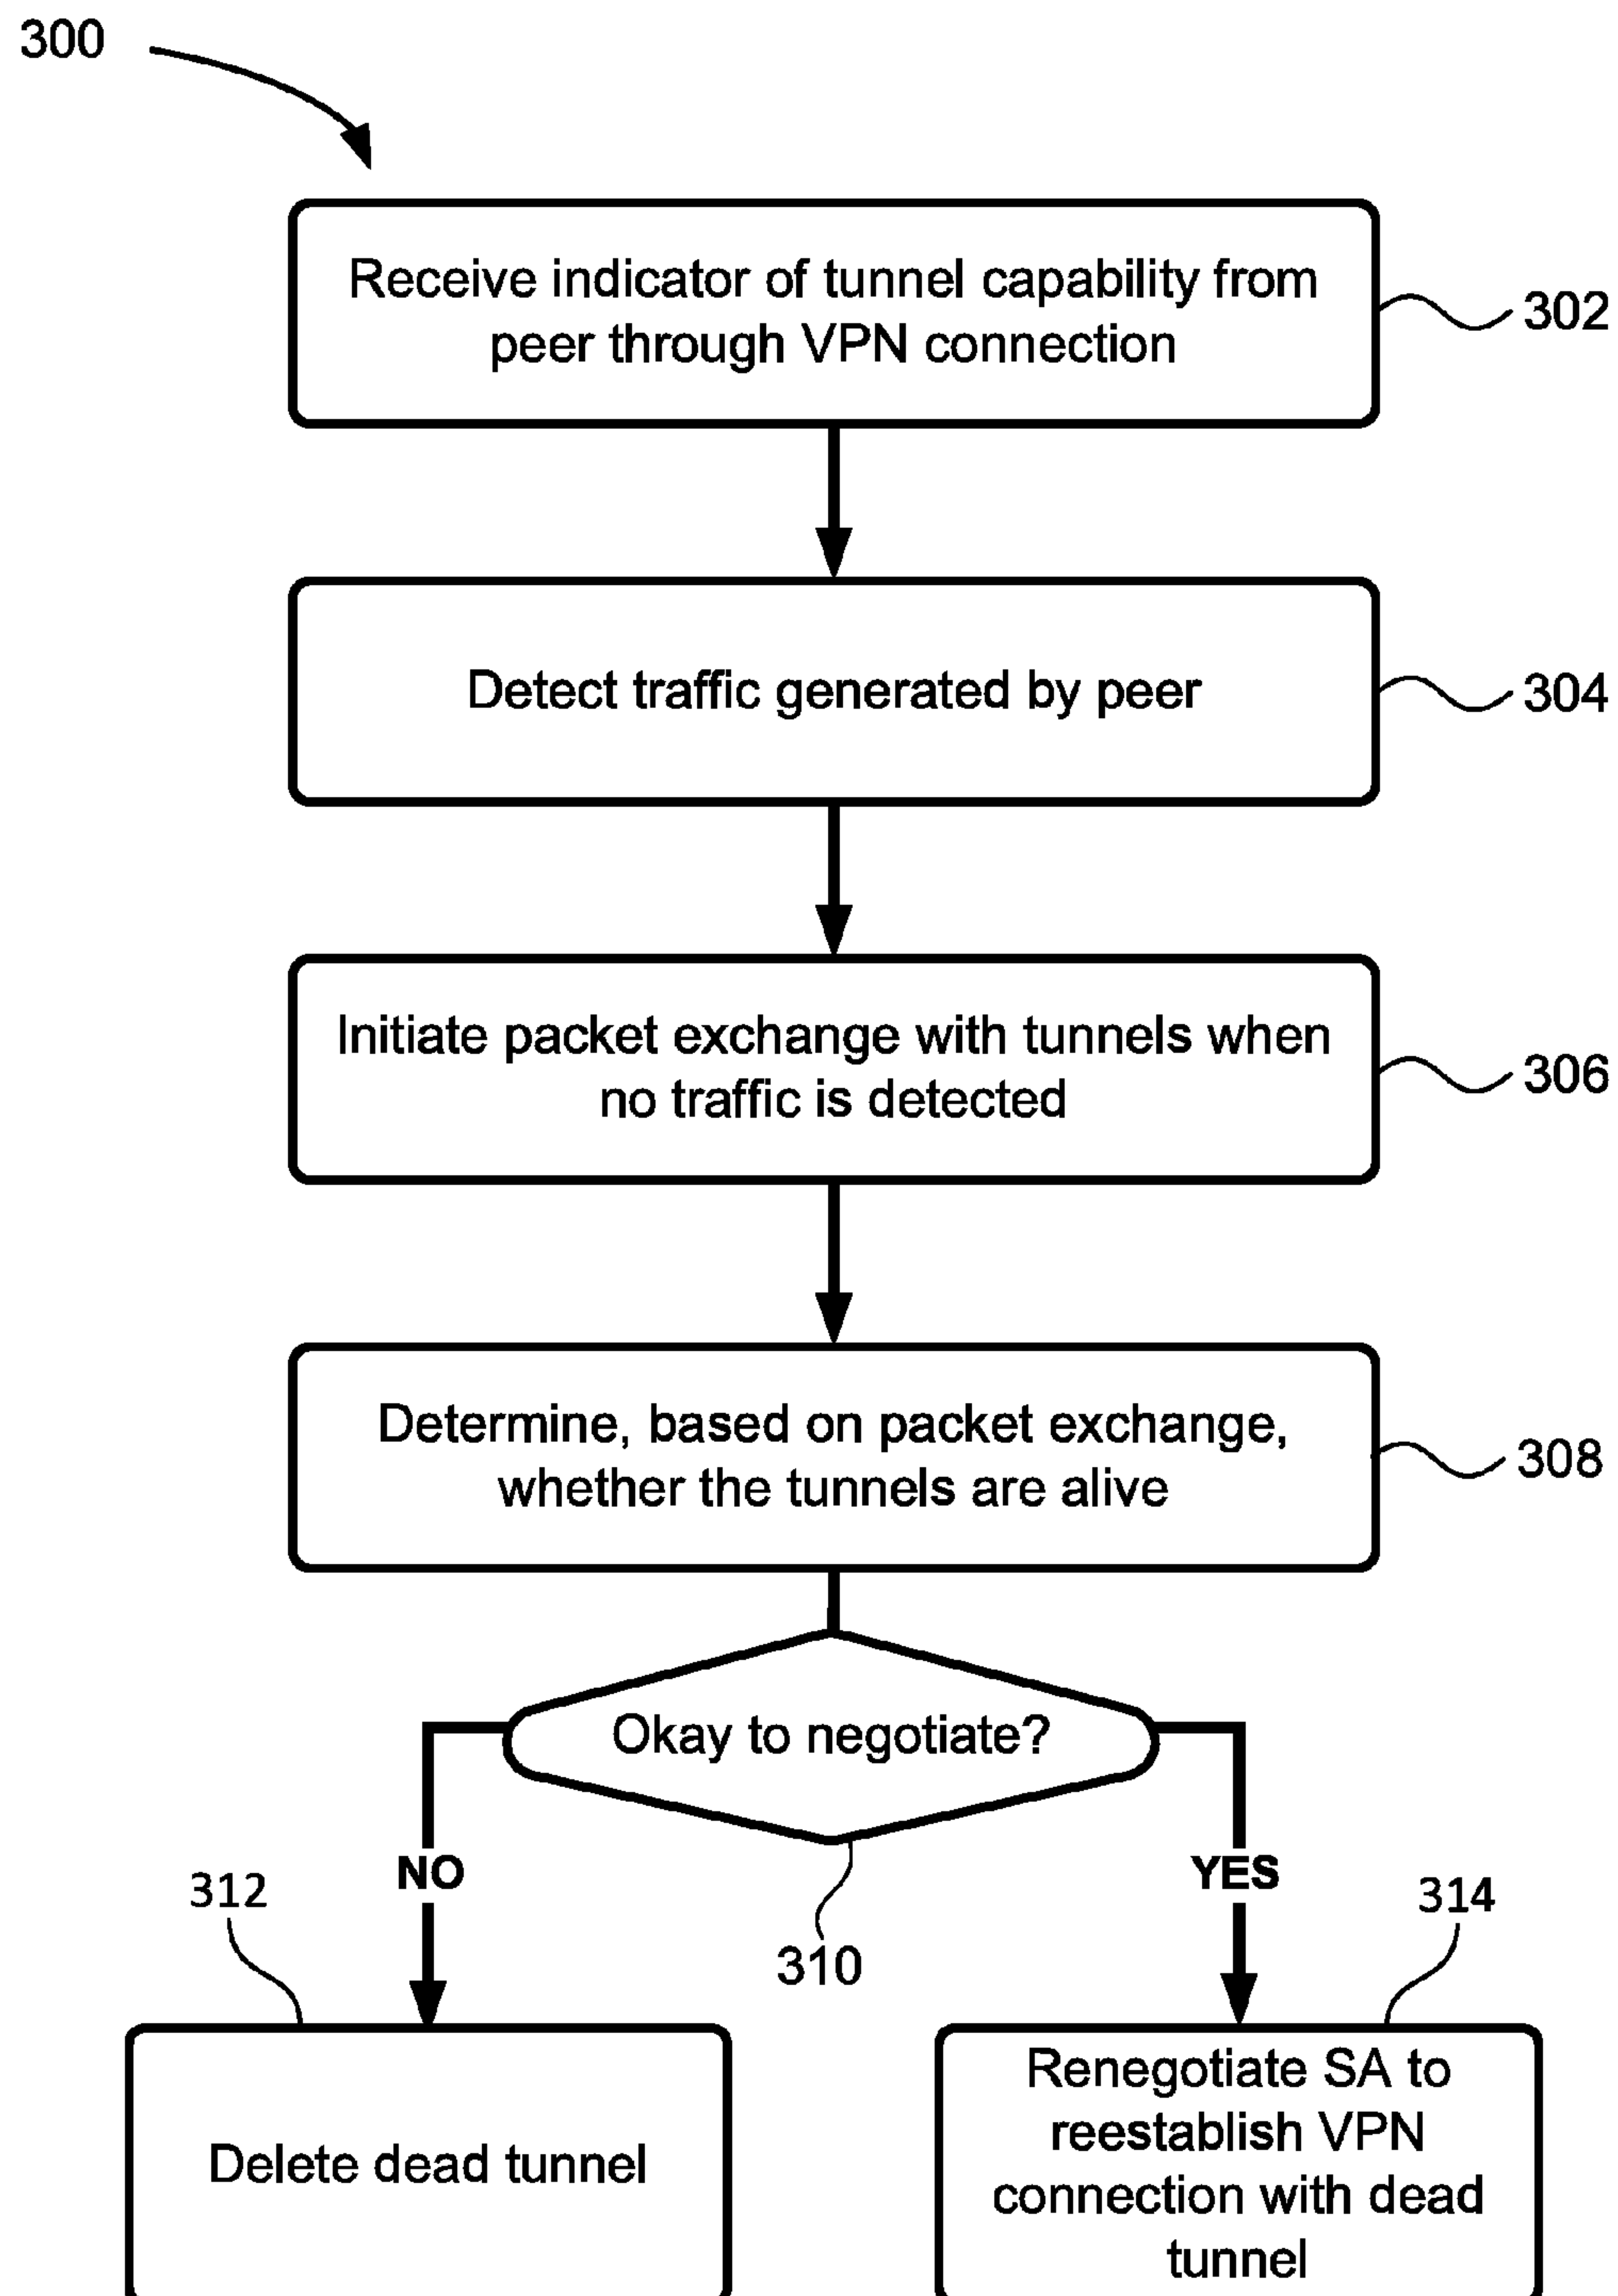 300
Receive indicator of tunnel capability from
peer through VPN connection
302
Detect traffic generated by peer
304
Initiate packet exchange with tunnels when
no traffic is detected
306
Determine, based on packet exchange,
whether the tunnels are alive
308
Okay to negotiate?
310
NO
YES
312
314
Delete dead tunnel
Renegotiate SA to
reestablish VPN
connection with dead
tunnel